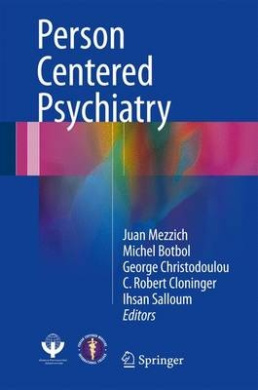 Person
Centered
Psychiatry
Juan Mezzich
Michel Botbol
George Christodoulou
C. Robert Cloninger
Ihsan Salloum
Editors
Springer